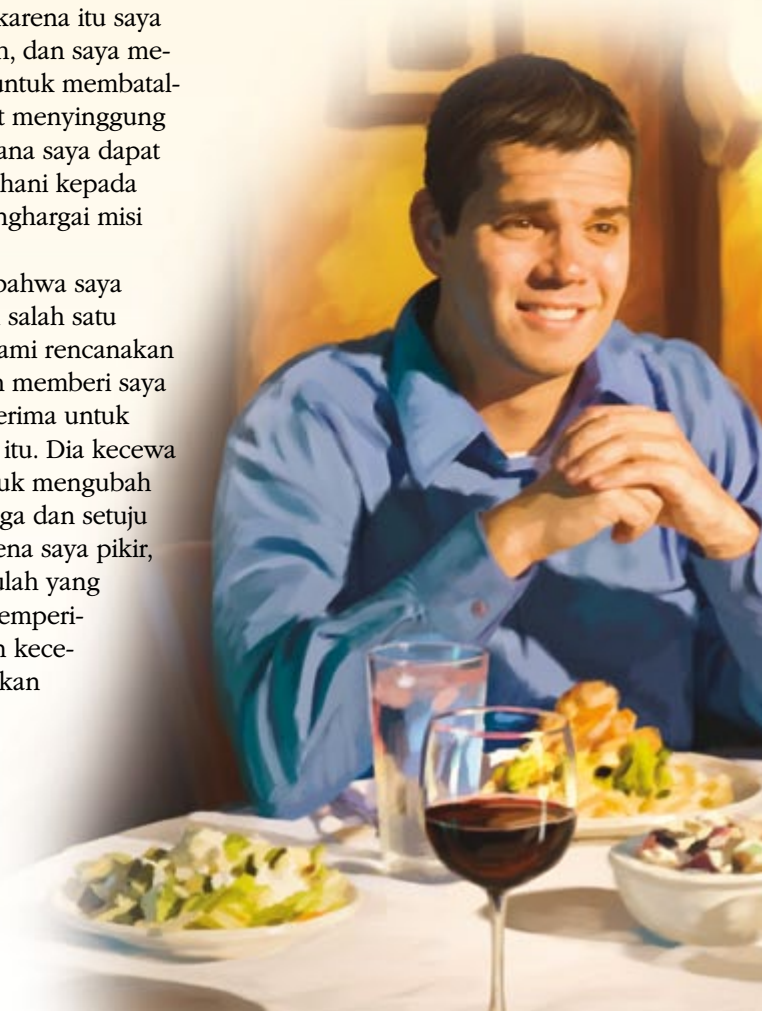 karena itu saya
n, dan saya me-
untuk membatal-
t menyinggung
ana saya dapat
hani kepada
nghargai misi
bahwa saya
salah satu
ami rencanakan
n memberi saya
erima untuk
itu. Dia kecewa
uk mengubah
ga dan setuju
ena saya pikir,
ulah yang
emperi-
n kece-
kan